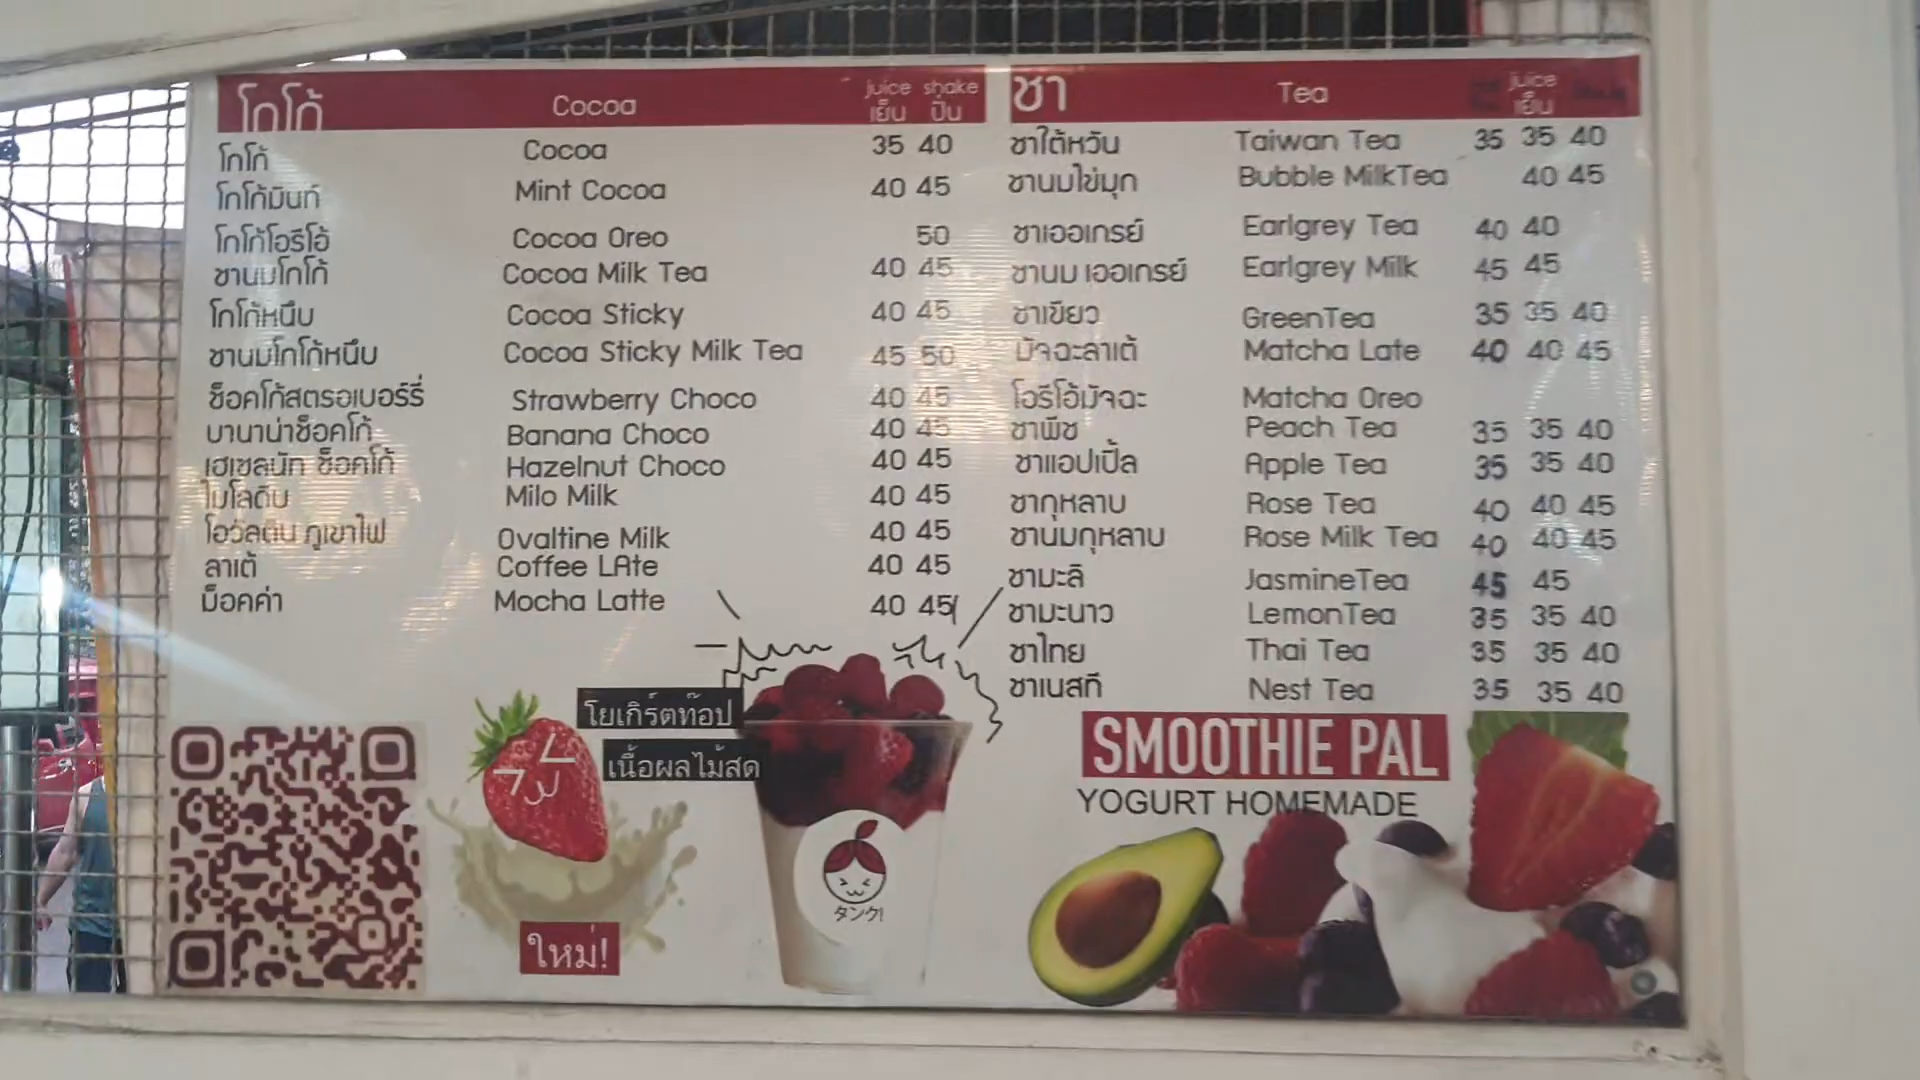 โกโก้ Cocoa juice shake
เย็น ปั่น
โกโก้ Cocoa 35 40
โกโก้มินท์ Mint Cocoa 40 45
โกโก้โอรีโอ้ Cocoa Oreo 50
ชานมโกโก้ Cocoa Milk Tea 40 45
โกโก้หนึบ Cocoa Sticky 40 45
ชานมโกโก้หนึบ Cocoa Sticky Milk Tea 45 50
ช็อคโก้สตรอเบอร์รี่ Strawberry Choco 40 45
บานาน่าช็อคโก้ Banana Choco 40 45
เฮเซลนัท ช็อคโก้ Hazelnut Choco 40 45
ไมโลดิบ Milo Milk 40 45
โอวัลติน ภูเขาไฟ Ovaltine Milk 40 45
ลาเต้ Coffee LAte 40 45
ม็อคค่า Mocha Latte 40 45
ชา Tea juice
เย็น
ชาใต้หวัน Taiwan Tea 35 35 40
ชานมไข่มุก Bubble MilkTea 40 45
ชาเออเกรย์ Earlgrey Tea 40 40
ชานม เออเกรย์ Earlgrey Milk 45 45
ชาเขียว GreenTea 35 35 40
มัจฉะลาเต้ Matcha Late 40 40 45
โอรีโอ้มัจฉะ Matcha Oreo
ชาพีช Peach Tea 35 35 40
ชาแอปเปิ้ล Apple Tea 35 35 40
ชากุหลาบ Rose Tea 40 40 45
ชานมกุหลาบ Rose Milk Tea 40 40 45
ชามะลิ JasmineTea 45 45
ชามะนาว LemonTea 35 35 40
ชาไทย Thai Tea 35 35 40
ชาเนสที Nest Tea 35 35 40
โยเกิร์ตท๊อป
เนื้อผลไม้สด
ใหม่!
タンク!
SMOOTHIE PAL
YOGURT HOMEMADE